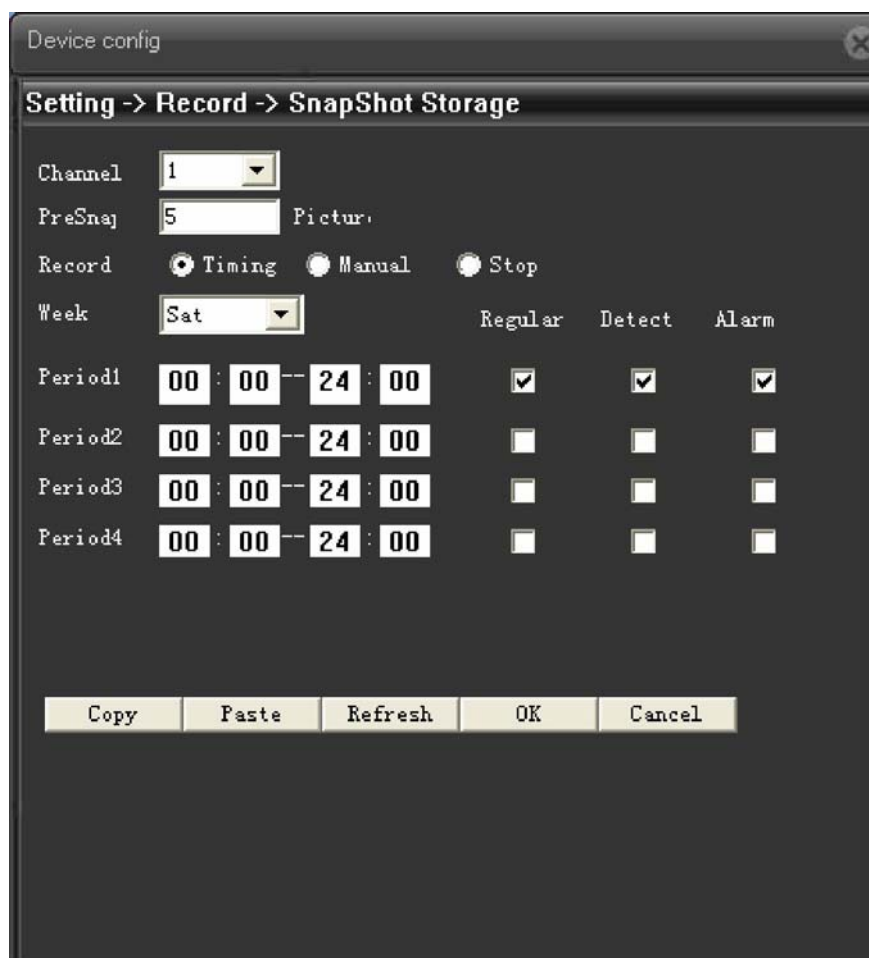 Device config
Setting -> Record -> SnapShot Storage
Channel 1
PreSnaj 5 Pictur
Record Timing Manual Stop
Week Sat Regular Detect Alarm
Period1 00 : 00 -- 24 : 00
Period2 00 : 00 -- 24 : 00
Period3 00 : 00 -- 24 : 00
Period4 00 : 00 -- 24 : 00
Copy Paste Refresh OK Cancel